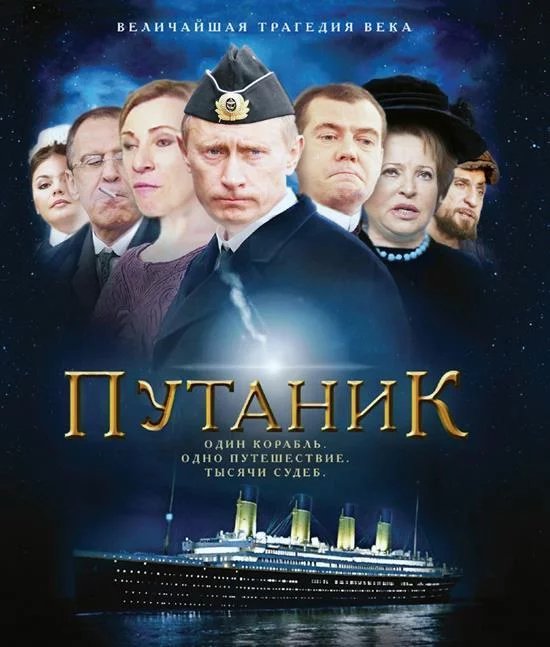 ВЕЛИЧАЙШАЯ ТРАГЕДИЯ ВЕКА
ПУТАНИК
ОДИН КОРАБЛЬ.
ОДНО ПУТЕШЕСТВИЕ.
ТЫСЯЧИ СУДЕБ.